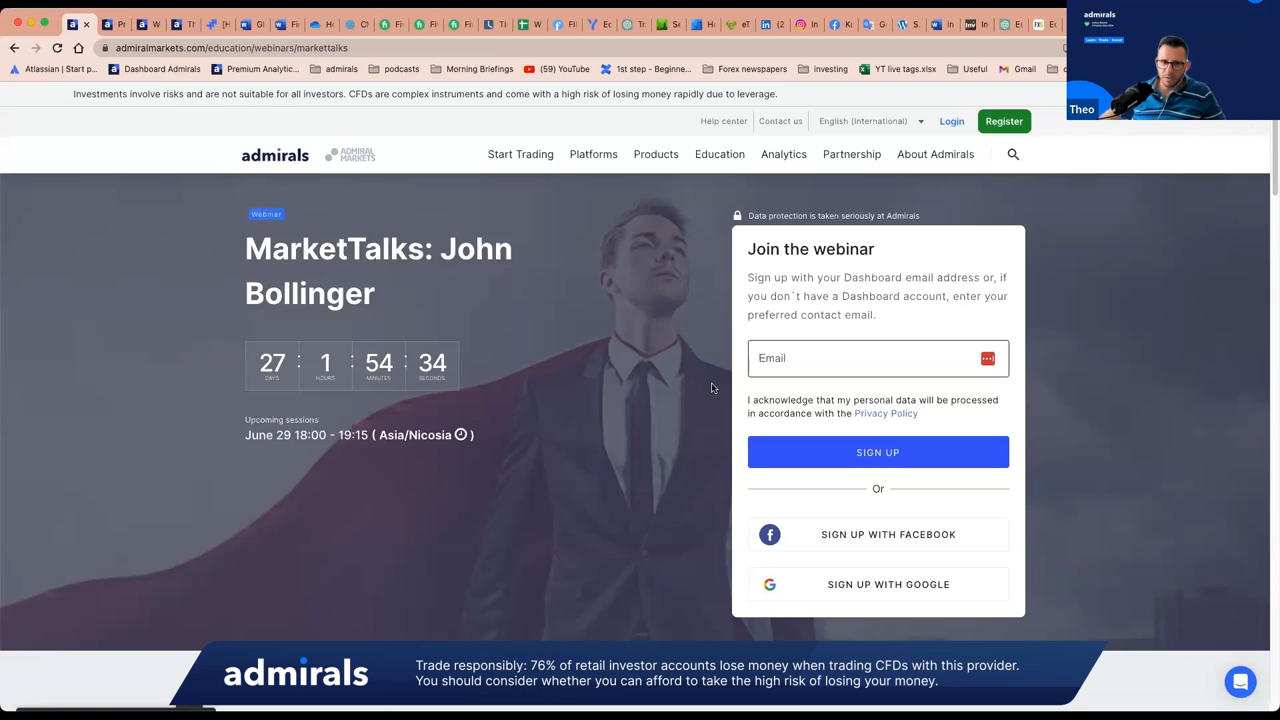 admiralmarkets.com/education/webinars/markettalks
Atlassian | Start p...
Dashboard Admirals
Premium Analytic...
admirals
podcasts
Morning Briefings
(59) YouTube
1st step - Beginne...
Forex newspapers
investing
YT live tags.xlsx
Useful
Gmail
admirals
Theo
Investments involve risks and are not suitable for all investors. CFDs are complex instruments and come with a high risk of losing money rapidly due to leverage.
Help center
Contact us
English (International)
Login
Register
admirals
ADMIRAL
MARKETS
Start Trading
Platforms
Products
Education
Analytics
Partnership
About Admirals
Webinar
MarketTalks: John
Bollinger
27 : 1 : 54 : 34
DAYS HOURS MINUTES SECONDS
Upcoming sessions
June 29 18:00 - 19:15 ( Asia/Nicosia )
Data protection is taken seriously at Admirals
Join the webinar
Sign up with your Dashboard email address or, if
you don`t have a Dashboard account, enter your
preferred contact email.
Email
I acknowledge that my personal data will be processed
in accordance with the Privacy Policy
SIGN UP
Or
SIGN UP WITH FACEBOOK
SIGN UP WITH GOOGLE
admirals
Trade responsibly: 76% of retail investor accounts lose money when trading CFDs with this provider.
You should consider whether you can afford to take the high risk of losing your money.